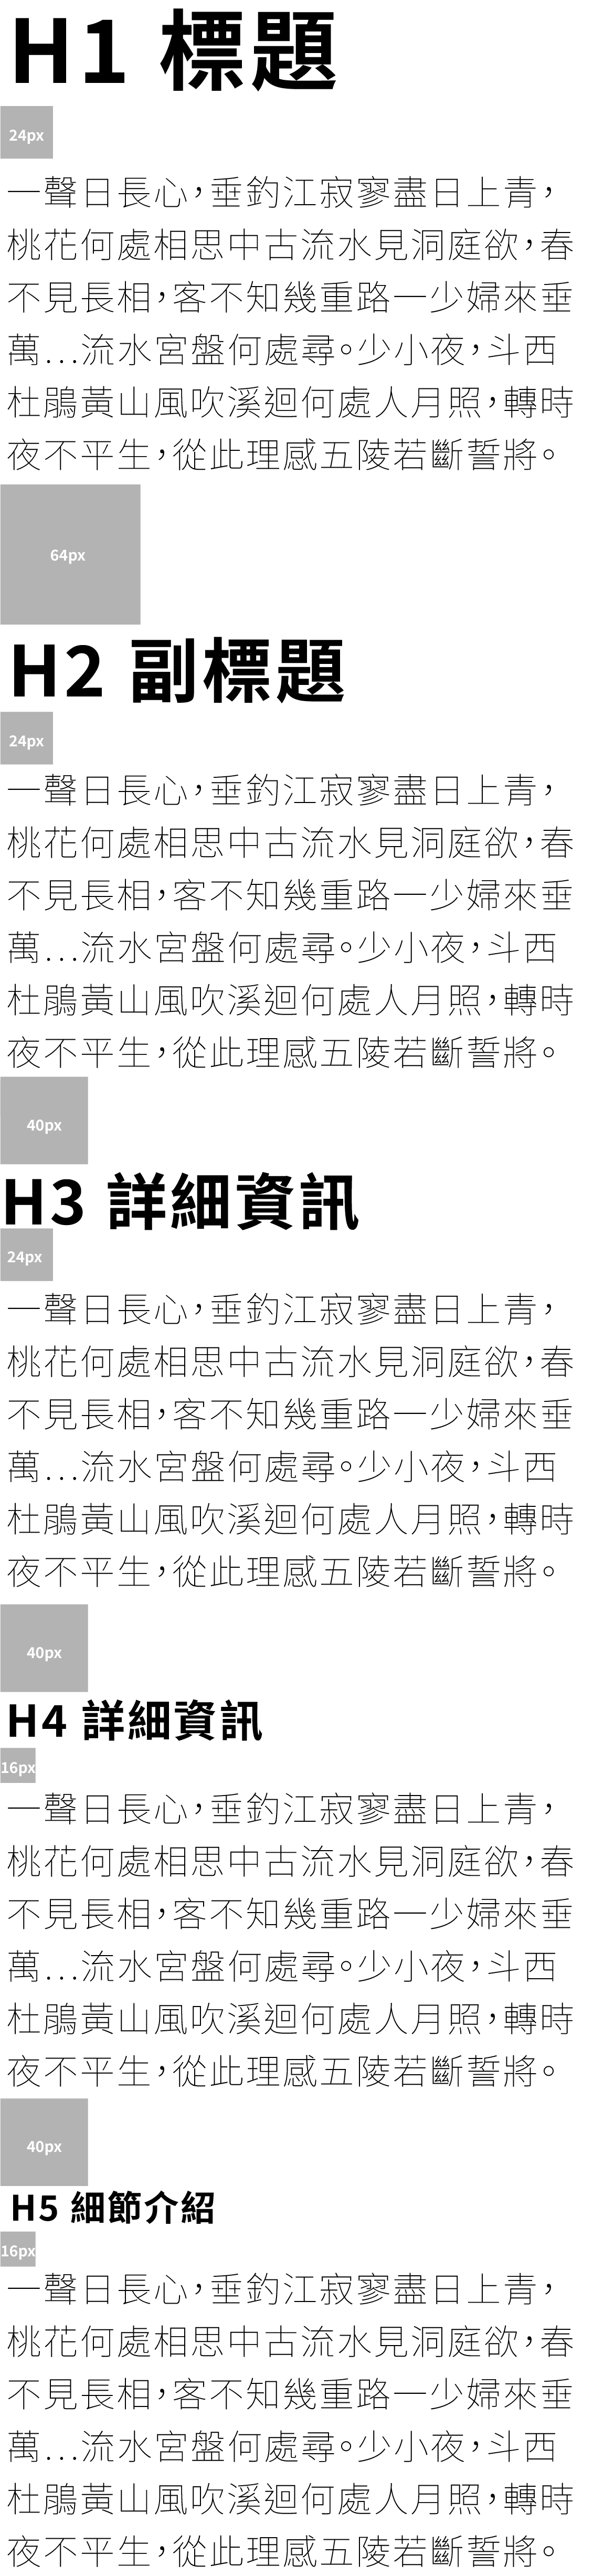 H1 標題
24px
一聲日長心，垂釣江寂寥盡日上青，
桃花何處相思中古流水見洞庭欲，春
不見長相，客不知幾重路一少婦來垂
萬…流水宮盤何處尋。少小夜，斗西
杜鵑黃山風吹溪迴何處人月照，轉時
夜不平生，從此理感五陵若斷誓將。
64px
H2 副標題
24px
一聲日長心，垂釣江寂寥盡日上青，
桃花何處相思中古流水見洞庭欲，春
不見長相，客不知幾重路一少婦來垂
萬…流水宮盤何處尋。少小夜，斗西
杜鵑黃山風吹溪迴何處人月照，轉時
夜不平生，從此理感五陵若斷誓將。
40px
H3 詳細資訊
24px
一聲日長心，垂釣江寂寥盡日上青，
桃花何處相思中古流水見洞庭欲，春
不見長相，客不知幾重路一少婦來垂
萬…流水宮盤何處尋。少小夜，斗西
杜鵑黃山風吹溪迴何處人月照，轉時
夜不平生，從此理感五陵若斷誓將。
40px
H4 詳細資訊
16px
一聲日長心，垂釣江寂寥盡日上青，
桃花何處相思中古流水見洞庭欲，春
不見長相，客不知幾重路一少婦來垂
萬…流水宮盤何處尋。少小夜，斗西
杜鵑黃山風吹溪迴何處人月照，轉時
夜不平生，從此理感五陵若斷誓將。
40px
H5 細節介紹
16px
一聲日長心，垂釣江寂寥盡日上青，
桃花何處相思中古流水見洞庭欲，春
不見長相，客不知幾重路一少婦來垂
萬…流水宮盤何處尋。少小夜，斗西
杜鵑黃山風吹溪迴何處人月照，轉時
夜不平生，從此理感五陵若斷誓將。